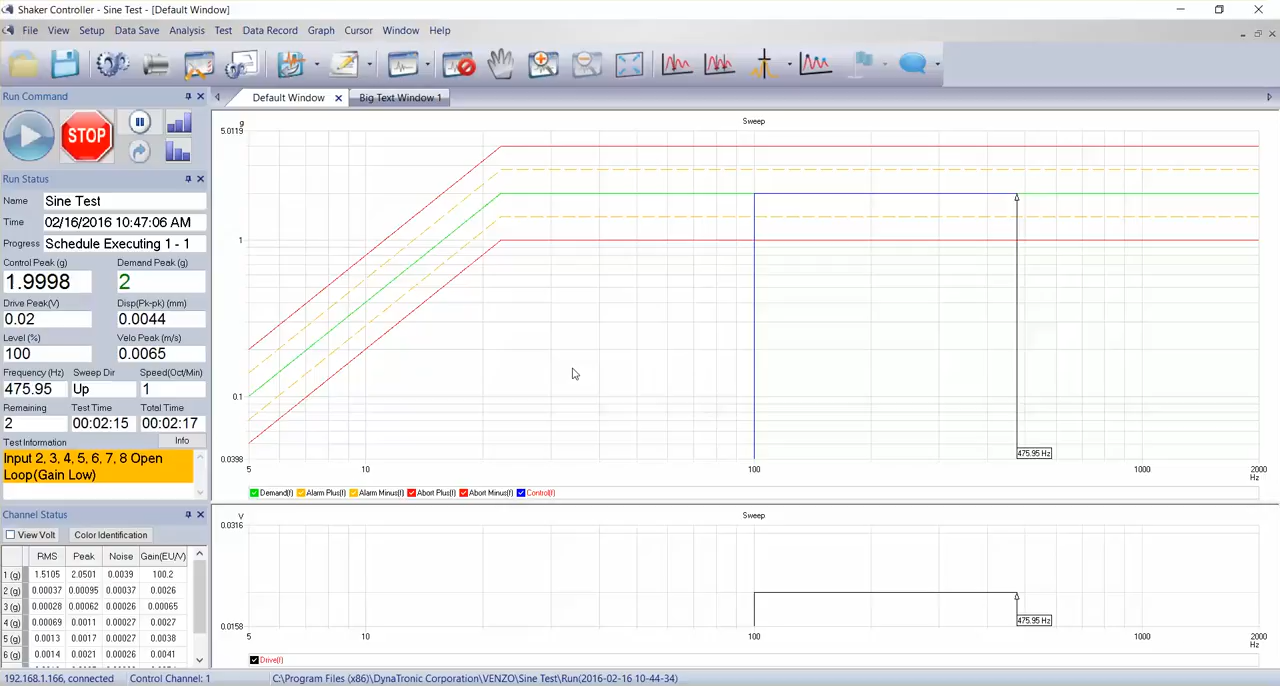 Shaker Controller - Sine Test - [Default Window]
File View Setup Data Save Analysis Test Data Record Graph Cursor Window Help
Run Command
Default Window
Big Text Window 1
STOP
Run Status
Name Sine Test
Time 02/16/2016 10:47:06 AM
Progress Schedule Executing 1 - 1
Control Peak (g) Demand Peak (g)
1.9998 2
Drive Peak(V) Disp(Pk-pk) (mm)
0.02 0.0044
Level (%) Velo Peak (m/s)
100 0.0065
Frequency (Hz) Sweep Dir Speed(Oct/Min)
475.95 Up 1
Remaining Test Time Total Time
2 00:02:15 00:02:17
Test Information Info
Input 2, 3, 4, 5, 6, 7, 8 Open
Loop(Gain Low)
Channel Status
View Volt Color Identification
RMS Peak Noise Gain(EU/V)
1 (g) 1.5105 2.0501 0.0039 100.2
2 (g) 0.00037 0.00095 0.00037 0.0026
3 (g) 0.00028 0.00062 0.00026 0.00065
4 (g) 0.00069 0.0011 0.00027 0.0027
5 (g) 0.0013 0.0017 0.00027 0.0038
6 (g) 0.0014 0.0021 0.00026 0.0041
g
Sweep
5.0119
1
0.1
0.0398
475.95 Hz
5 10 100 1000 2000
Hz
Demand(f) Alarm Plus(f) Alarm Minus(f) Abort Plus(f) Abort Minus(f) Control(f)
V
Sweep
0.0316
0.0158
475.95 Hz
5 10 100 1000 2000
Hz
Drive(f)
192.168.1.166, connected Control Channel: 1 C:\Program Files (x86)\DynaTronic Corporation\VENZO\Sine Test\Run(2016-02-16 10-44-34)